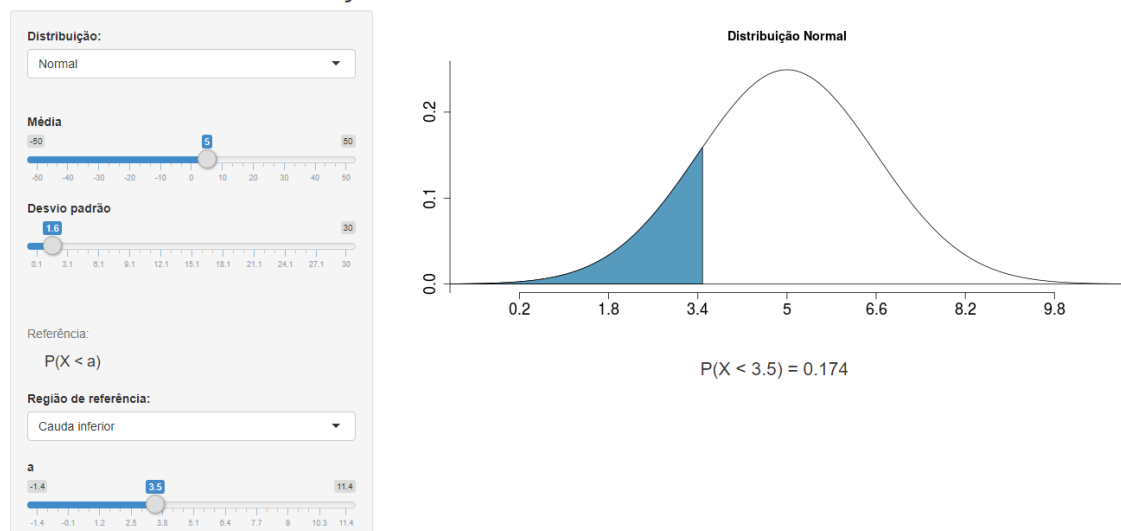 Distribuição:
Normal
Média
-50 5 50
-50 -40 -30 -20 -10 0 10 20 30 40 50
Desvio padrão
1.6 30
0.1 3.1 6.1 9.1 12.1 15.1 18.1 21.1 24.1 27.1 30
Referência:
P(X < a)
Região de referência:
Cauda inferior
a
-1.4 3.5 11.4
-1.4 -0.1 1.2 2.5 3.8 5.1 6.4 7.7 9 10.3 11.4
Distribuição Normal
0.2
0.1
0.0
0.2 1.8 3.4 5 6.6 8.2 9.8
P(X < 3.5) = 0.174